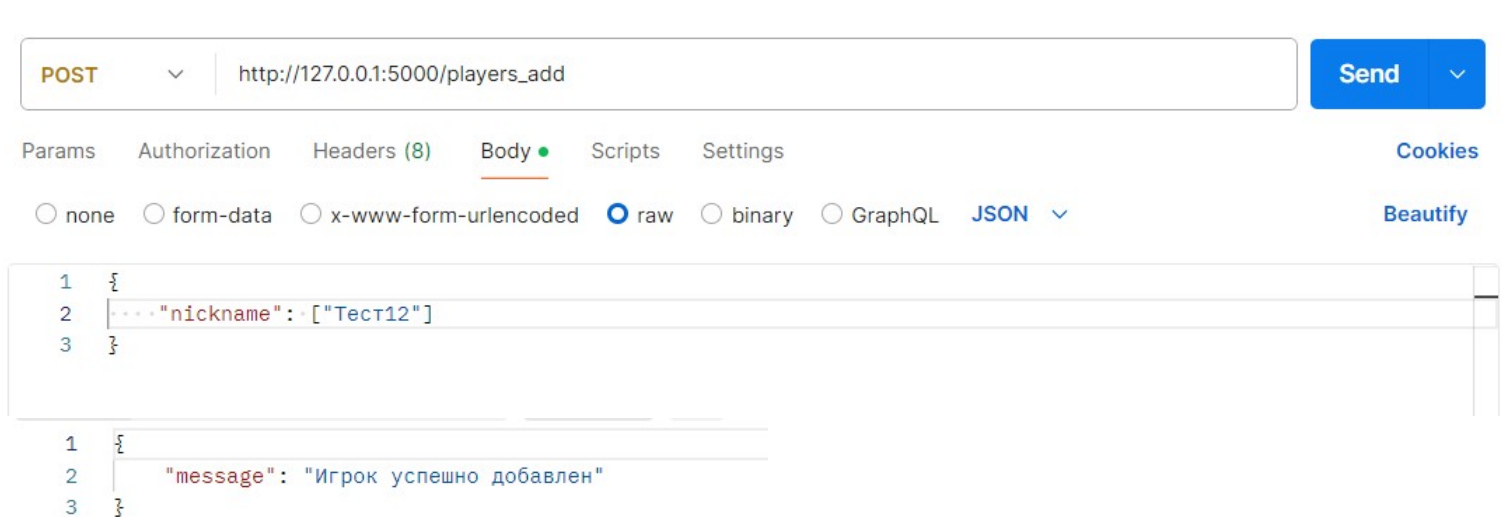 POST http://127.0.0.1:5000/players_add Send
Params Authorization Headers (8) Body Scripts Settings Cookies
none form-data x-www-form-urlencoded raw binary GraphQL JSON Beautify
1 {
2 "nickname": ["Тест12"]
3 }
1 {
2 "message": "Игрок успешно добавлен"
3 }